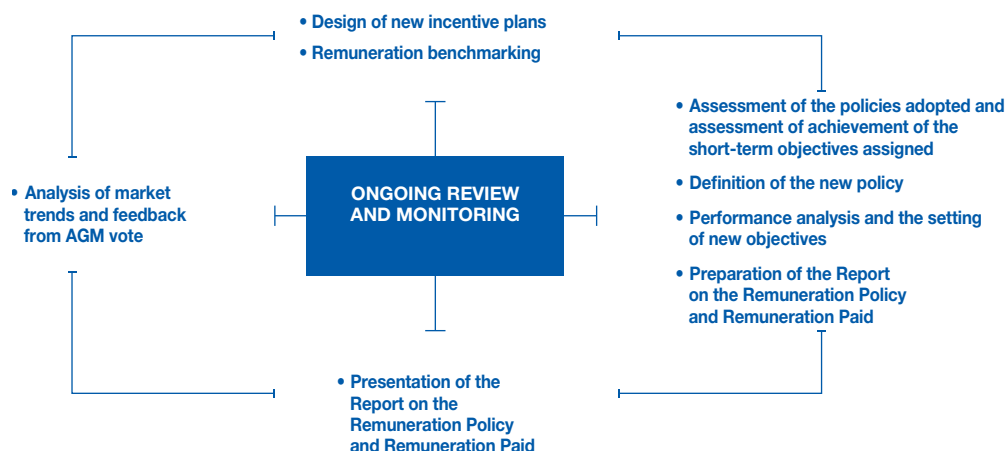 • Design of new incentive plans
• Remuneration benchmarking
• Assessment of the policies adopted and
assessment of achievement of the
short-term objectives assigned
• Definition of the new policy
• Performance analysis and the setting
of new objectives
• Preparation of the Report
on the Remuneration Policy
and Remuneration Paid
ONGOING REVIEW
AND MONITORING
• Analysis of market
trends and feedback
from AGM vote
• Presentation of the
Report on the
Remuneration Policy
and Remuneration Paid